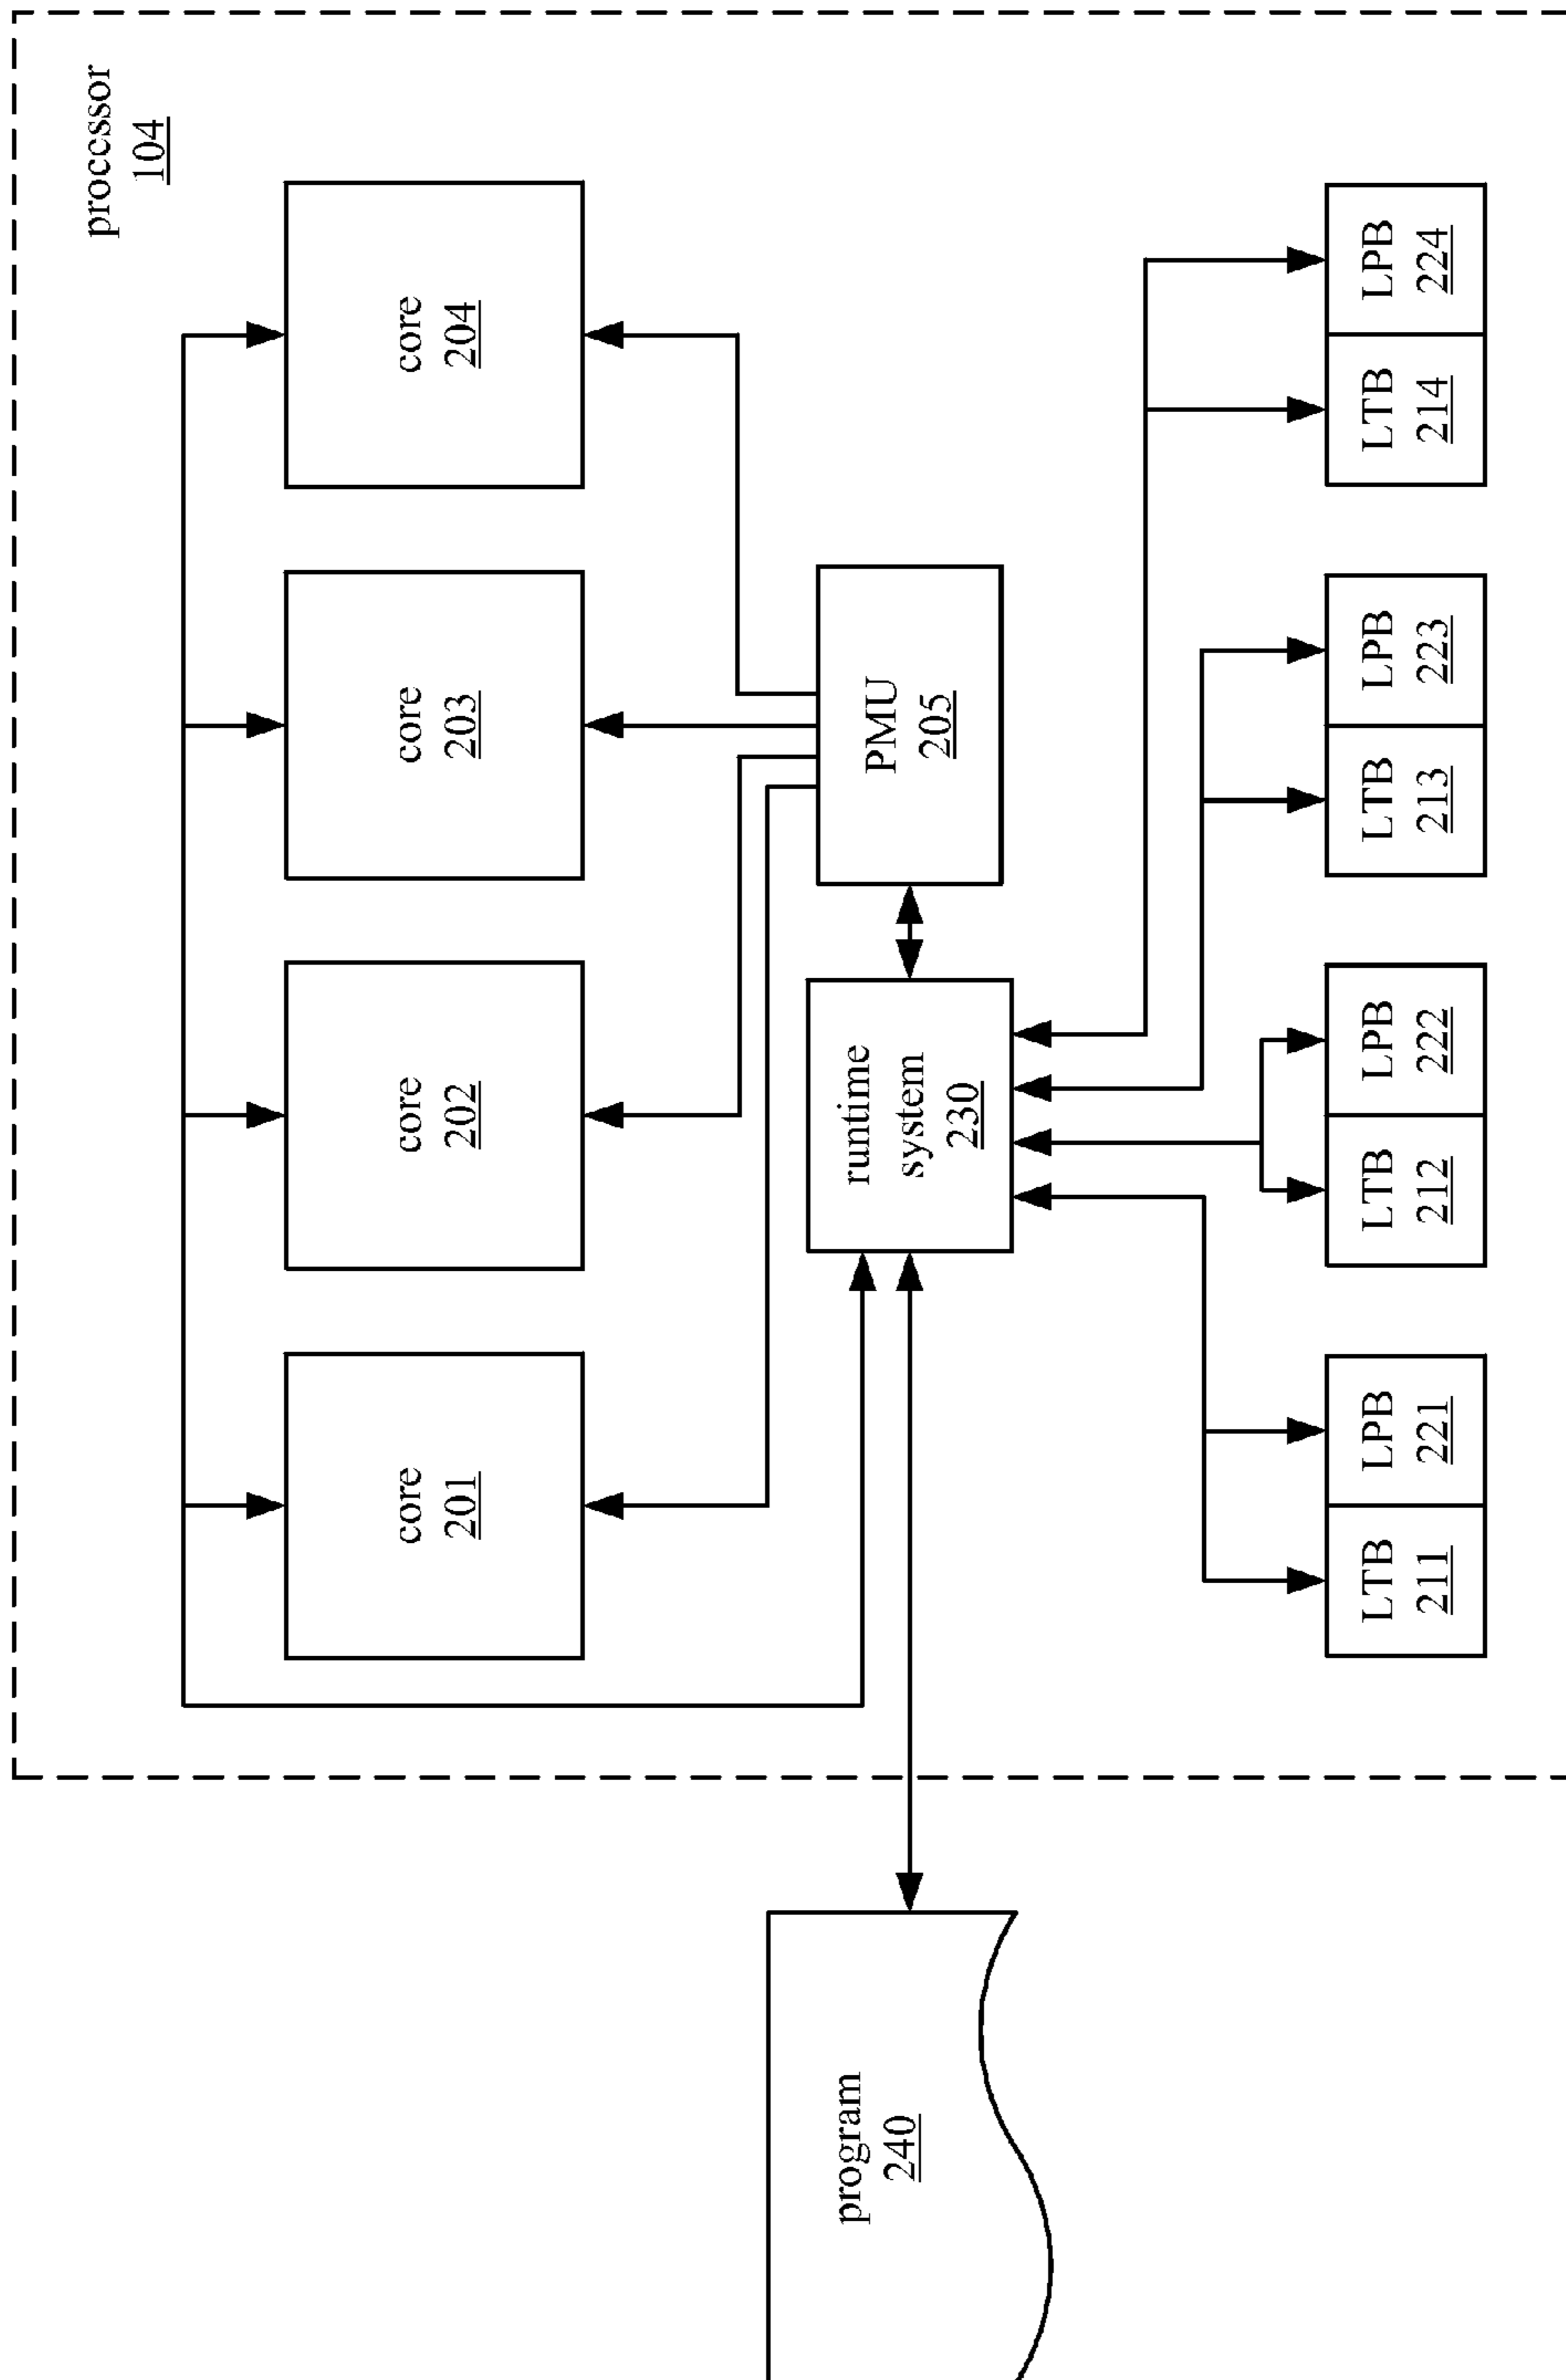 processor
104
core
201
core
202
core
203
core
204
program
240
runtime
system
230
PMU
205
LTB
211
LPB
221
LTB
212
LPB
222
LTB
213
LPB
223
LTB
214
LPB
224